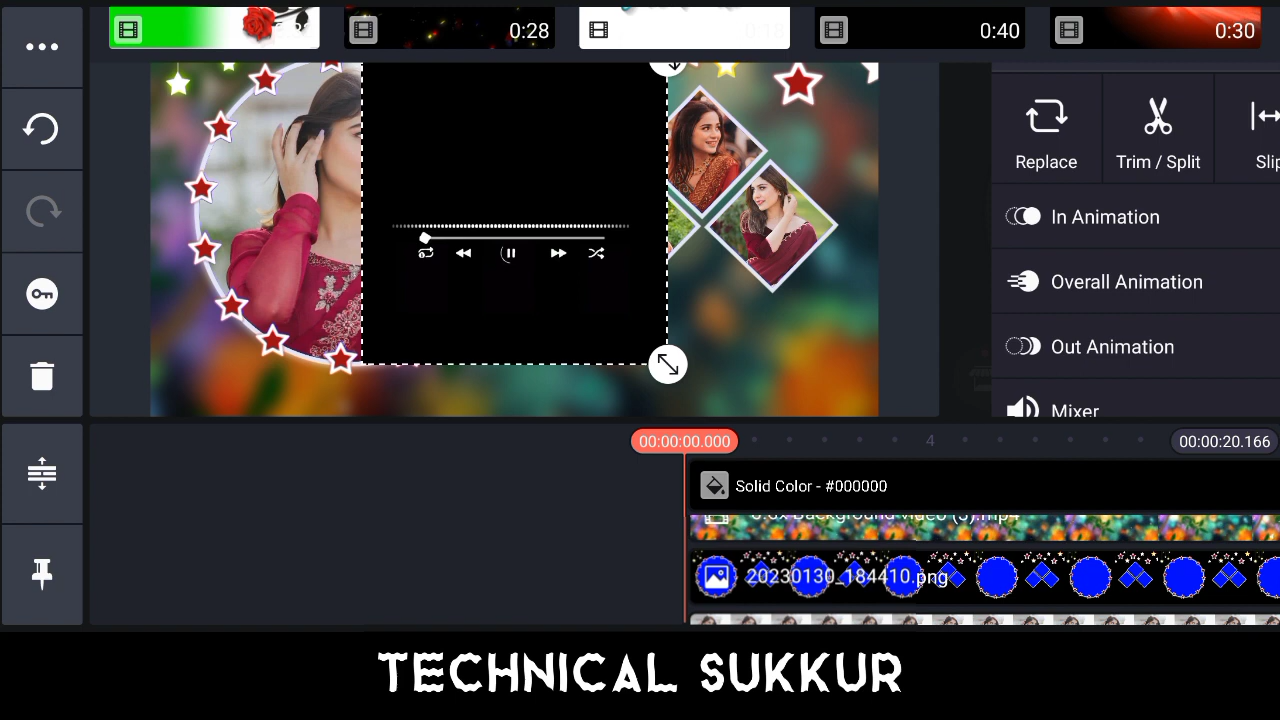 0:28
0:40
0:30
Replace
Trim / Split
Slip
In Animation
Overall Animation
Out Animation
Mixer
00:00:00.000
4
00:00:20.166
Solid Color - #000000
20230130_184410.png
TECHNICAL SUKKUR